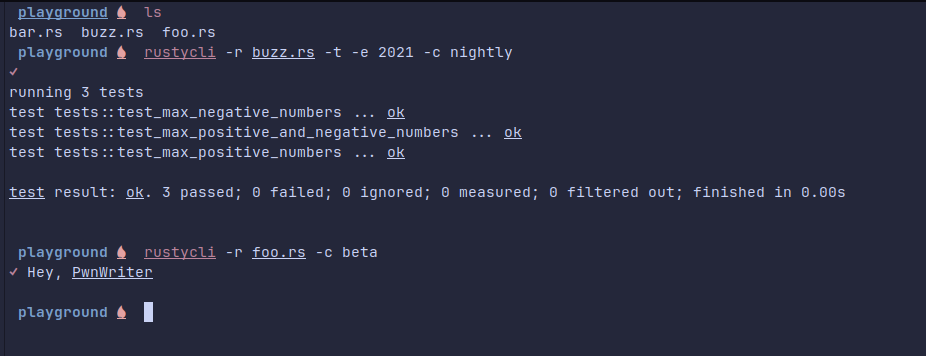 playground ls
bar.rs buzz.rs foo.rs
playground rustycli -r buzz.rs -t -e 2021 -c nightly
✓
running 3 tests
test tests::test_max_negative_numbers ... ok
test tests::test_max_positive_and_negative_numbers ... ok
test tests::test_max_positive_numbers ... ok
test result: ok. 3 passed; 0 failed; 0 ignored; 0 measured; 0 filtered out; finished in 0.00s
playground rustycli -r foo.rs -c beta
✓ Hey, PwnWriter
playground